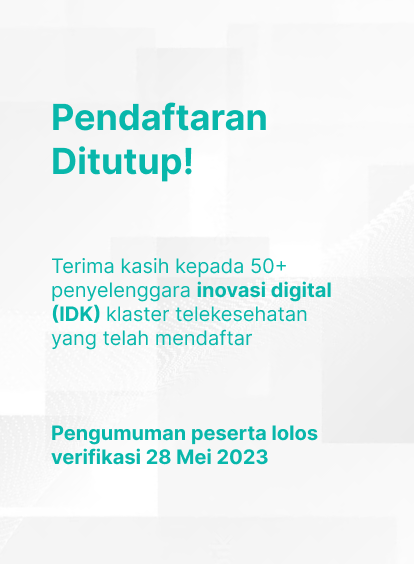 Pendaftaran
Ditutup!
Terima kasih kepada 50+
penyelenggara inovasi digital
(IDK) klaster telekesehatan
yang telah mendaftar
Pengumuman peserta lolos
verifikasi 28 Mei 2023